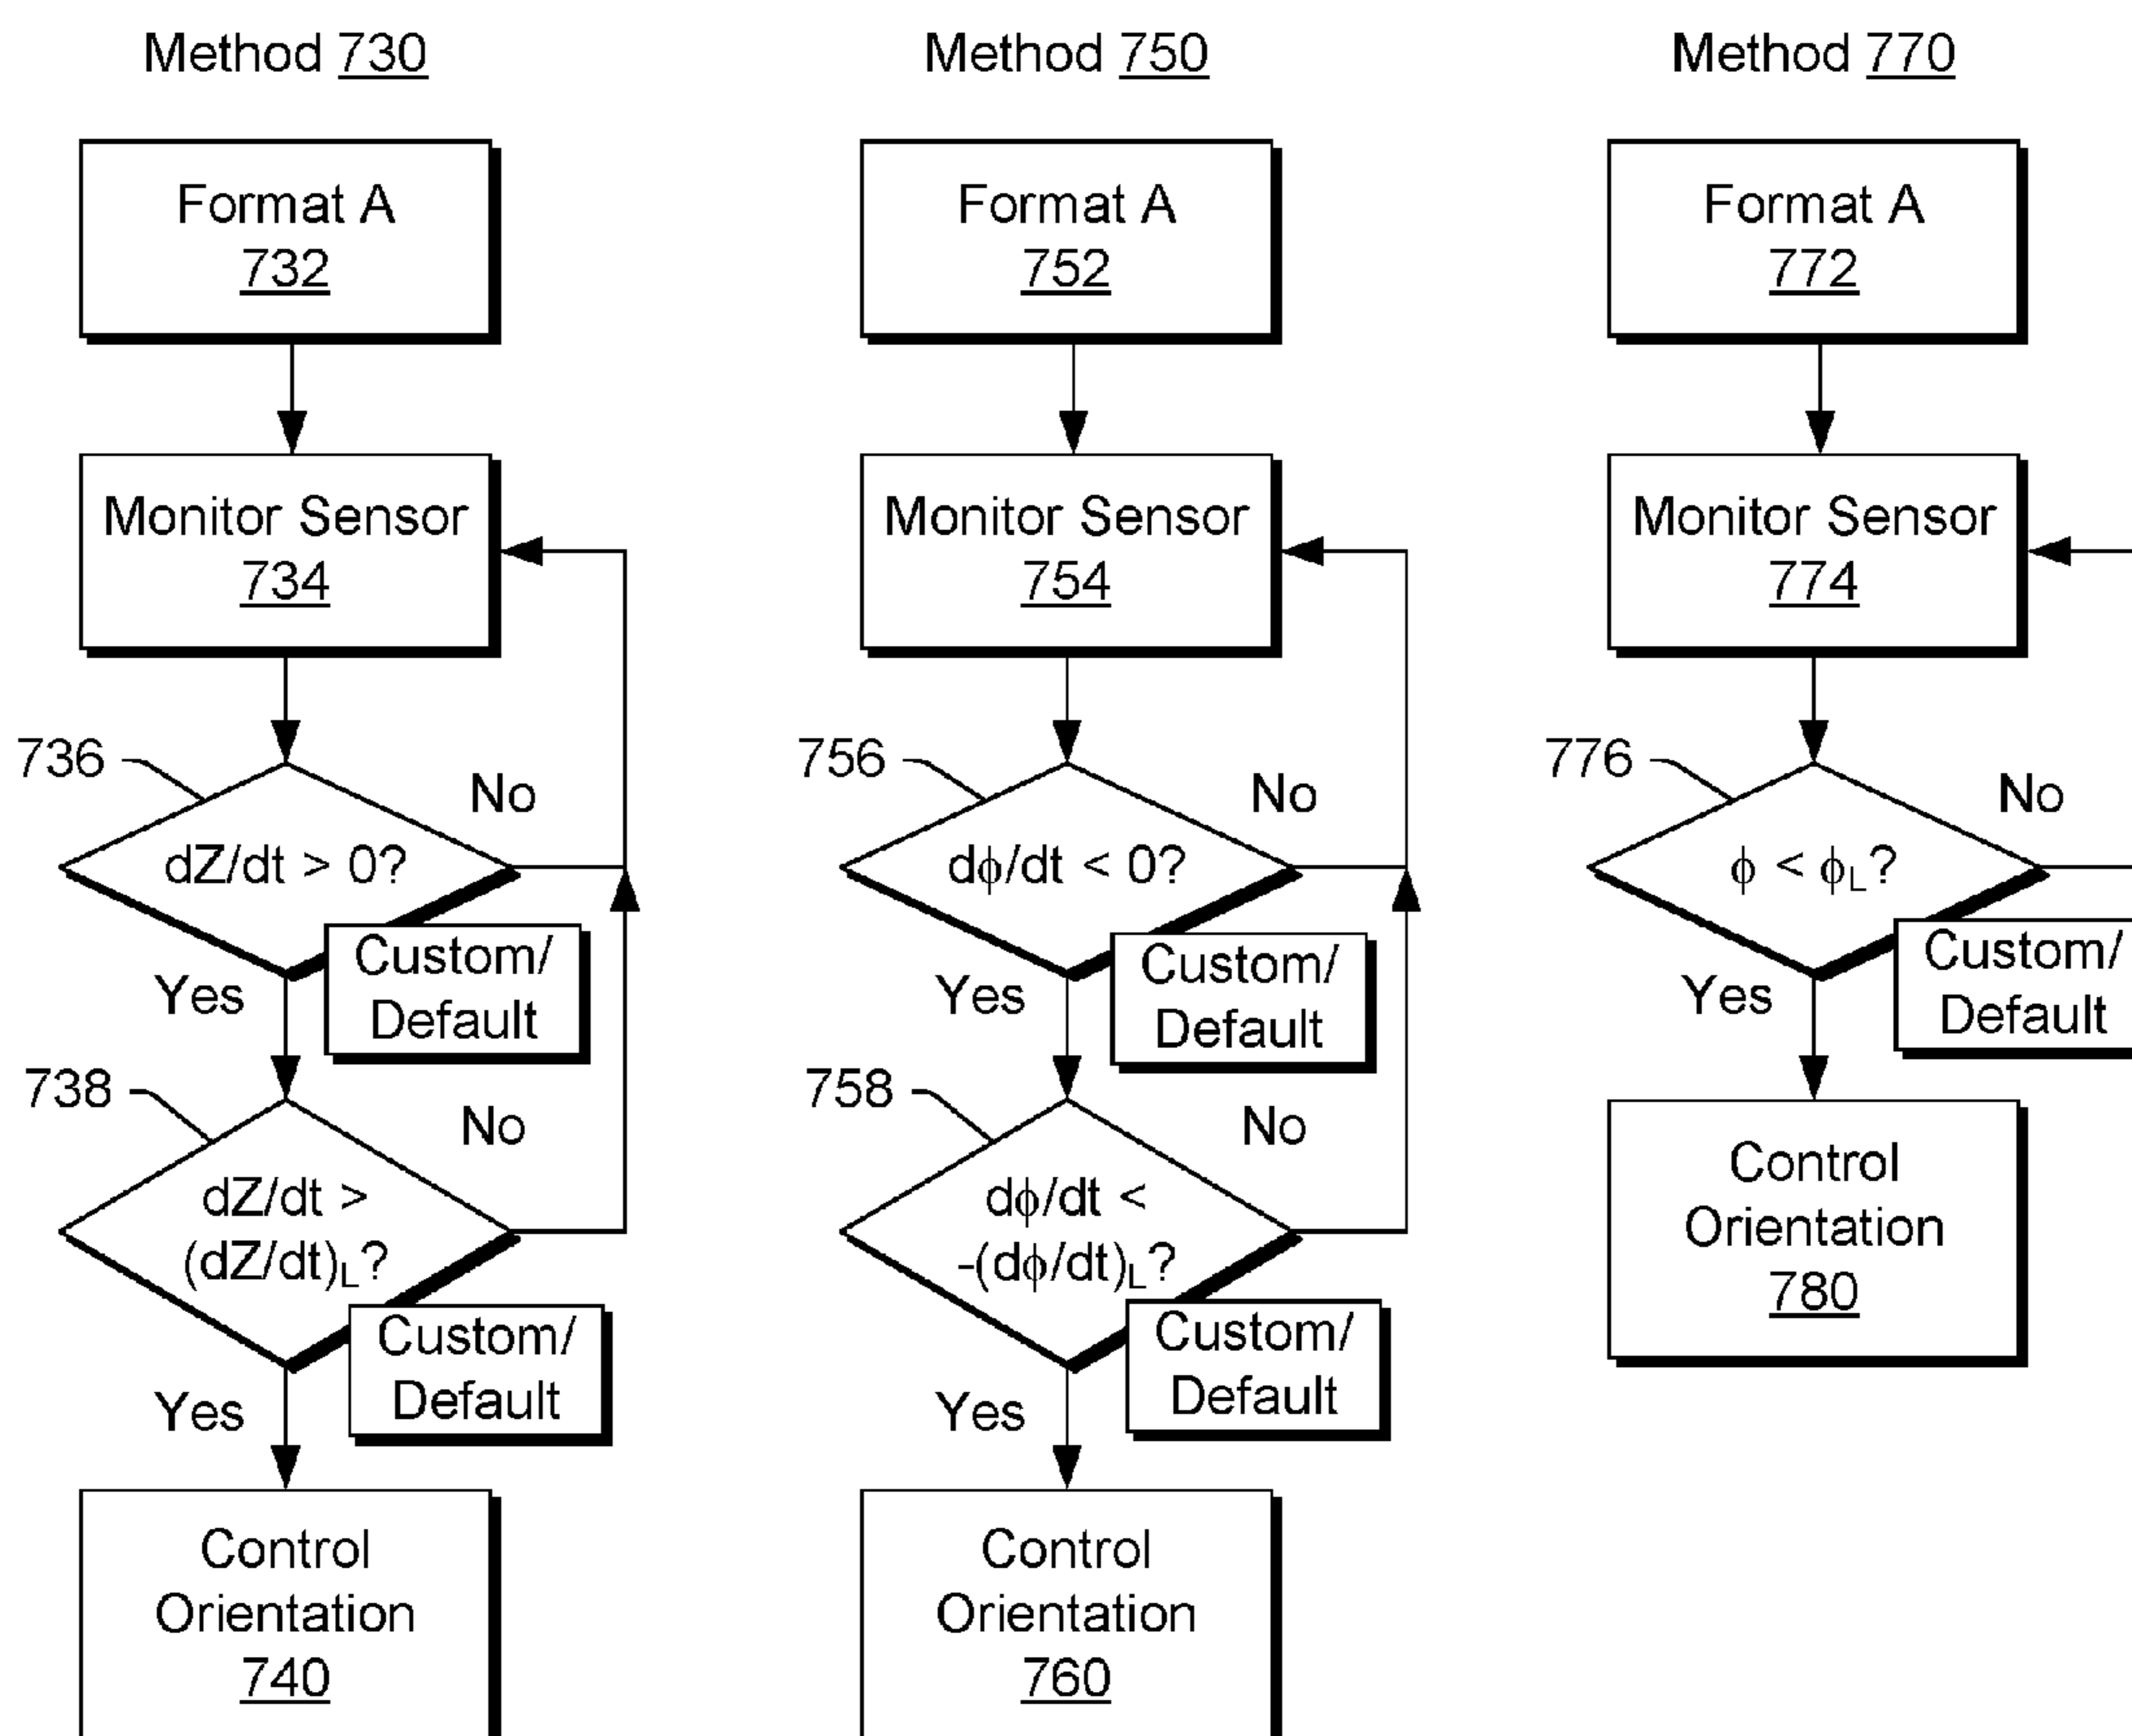 Method 730
Format A
732
Monitor Sensor
734
736
No
dZ/dt > 0?
Custom/
Default
Yes
738
No
dZ/dt >
(dZ/dt)L?
Custom/
Default
Yes
Control
Orientation
740
Method 750
Format A
752
Monitor Sensor
754
756
No
dϕ/dt < 0?
Custom/
Default
Yes
758
No
dϕ/dt <
-(dϕ/dt)L?
Custom/
Default
Yes
Control
Orientation
760
Method 770
Format A
772
Monitor Sensor
774
776
No
ϕ < ϕL?
Custom/
Default
Yes
Control
Orientation
780